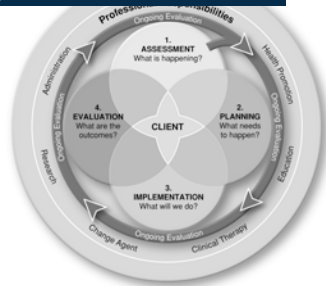 Professional Responsibilities
Ongoing Evaluation
1.
ASSESSMENT
What is happening?
Administration
Health Promotion
Ongoing Evaluation
4.
EVALUATION
What are the
outcomes?
CLIENT
2.
PLANNING
What needs
to happen?
Ongoing Evaluation
Research
Education
3.
IMPLEMENTATION
What will we do?
Ongoing Evaluation
Change Agent
Clinical Therapy